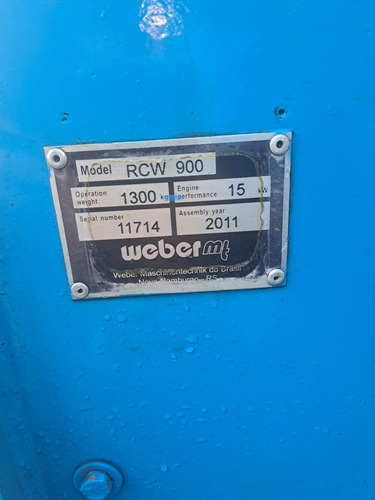 Model RCW 900
Operation weight 1300 kg Engine performance 15 kW
Serial number 11714 Assembly year 2011
weber mt
Weber Maschinentechnik do Brasil
Novo Hamburgo - RS